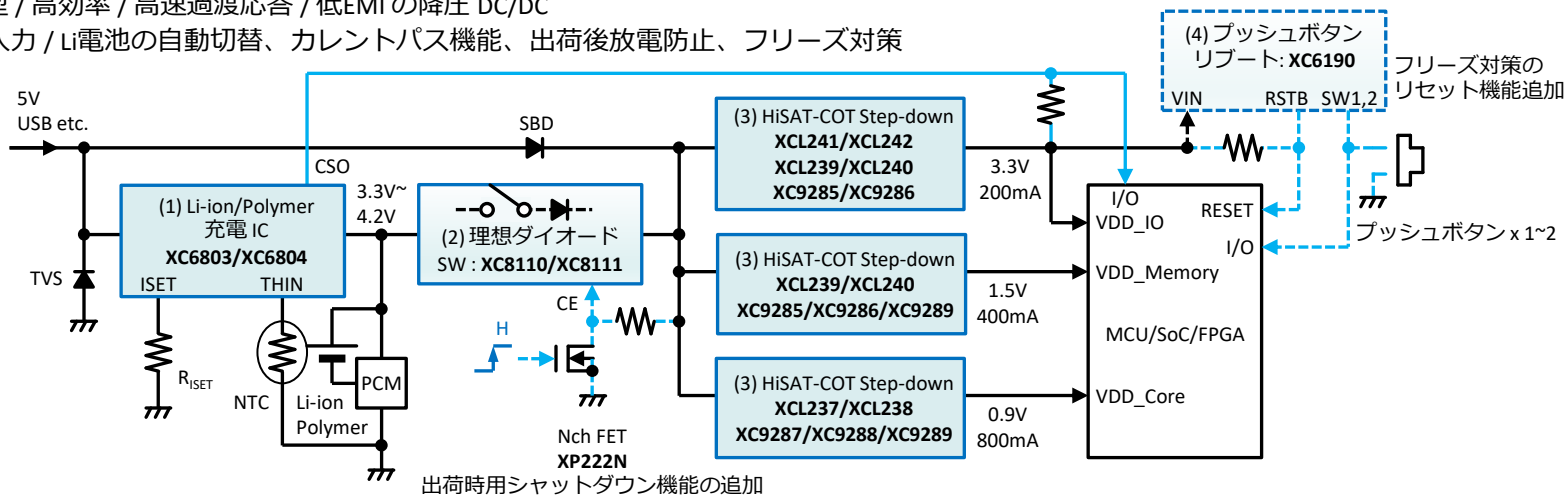 高効率 / 高速過渡応答 / 低EMI の降圧 DC/DC
入力 / Li電池の自動切替、カレントパス機能、出荷後放電防止、フリーズ対策
5V
USB etc.
CSO
SBD
(1) Li-ion/Polymer
充電 IC
XC6803/XC6804
ISET
THIN
TVS
RISET
NTC
Li-ion
Polymer
PCM
3.3V~
4.2V
(2) 理想ダイオード
SW : XC8110/XC8111
CE
H
Nch FET
XP222N
出荷時用シャットダウン機能の追加
(3) HiSAT-COT Step-down
XCL241/XCL242
XCL239/XCL240
XC9285/XC9286
3.3V
200mA
(3) HiSAT-COT Step-down
XCL239/XCL240
XC9285/XC9286/XC9289
1.5V
400mA
(3) HiSAT-COT Step-down
XCL237/XCL238
XC9287/XC9288/XC9289
0.9V
800mA
(4) プッシュボタン
リブート: XC6190
VIN
RSTB
SW1,2
フリーズ対策の
リセット機能追加
プッシュボタン x 1~2
I/O
VDD_IO
RESET
I/O
VDD_Memory
MCU/SoC/FPGA
VDD_Core